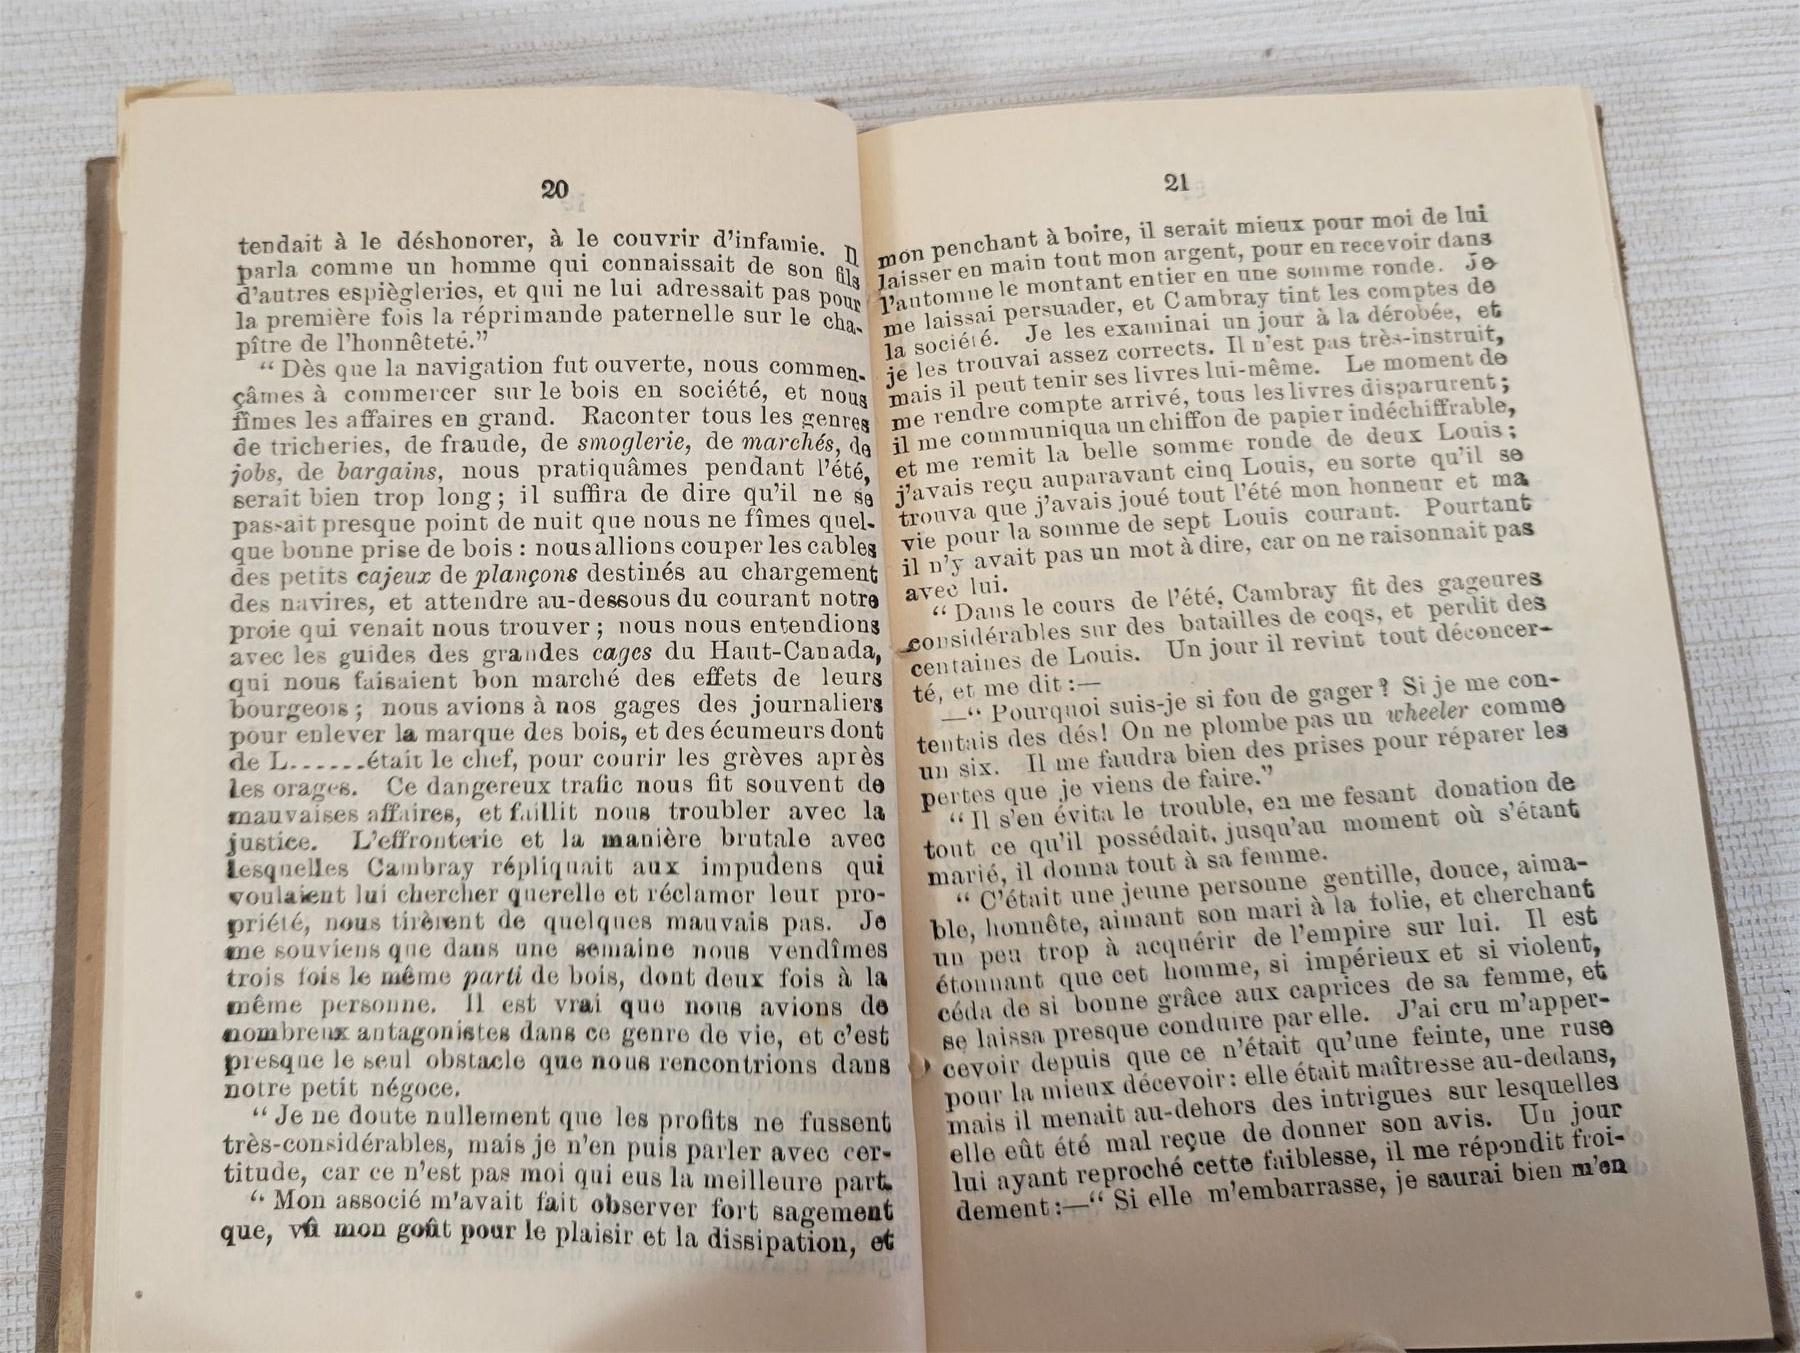 20
tendait à le déshonorer, à le couvrir d'infamie. Il
parla comme un homme qui connaissait de son fils
d'autres espiègleries, et qui ne lui adressait pas pour
la première fois la réprimande paternelle sur le cha-
pître de l'honnêteté.”
“ Dès que la navigation fut ouverte, nous commen-
çâmes à commercer sur le bois en société, et nous
fîmes les affaires en grand. Raconter tous les genres
de tricheries, de fraude, de smoglerie, de marchés, de
jobs, de bargains, nous pratiquâmes pendant l'été,
serait bien trop long ; il suffira de dire qu'il ne se
passait presque point de nuit que nous ne fîmes quel-
que bonne prise de bois : nous allions couper les cables
des petits cajeux de plançons destinés au chargement
des navires, et attendre au-dessous du courant notre
proie qui venait nous trouver ; nous nous entendions
avec les guides des grandes cages du Haut-Canada,
qui nous faisaient bon marché des effets de leurs
bourgeois ; nous avions à nos gages des journaliers
pour enlever la marque des bois, et des écumeurs dont
de L......était le chef, pour courir les grèves après
les orages. Ce dangereux trafic nous fit souvent de
mauvaises affaires, et faillit nous troubler avec la
justice. L'effronterie et la manière brutale avec
lesquelles Cambray répliquait aux impudens qui
voulaient lui chercher querelle et réclamer leur pro-
priété, nous tirèrent de quelques mauvais pas. Je
me souviens que dans une semaine nous vendîmes
trois fois le même parti de bois, dont deux fois à la
même personne. Il est vrai que nous avions de
nombreux antagonistes dans ce genre de vie, et c'est
presque le seul obstacle que nous rencontrions dans
notre petit négoce.
“ Je ne doute nullement que les profits ne fussent
très-considérables, mais je n'en puis parler avec cer-
titude, car ce n'est pas moi qui eus la meilleure part.
“ Mon associé m'avait fait observer fort sagement
que, vû mon goût pour le plaisir et la dissipation, et
21
mon penchant à boire, il serait mieux pour moi de lui
laisser en main tout mon argent, pour en recevoir dans
l'automne le montant entier en une somme ronde. Je
me laissai persuader, et Cambray tint les comptes de
la société. Je les examinai un jour à la dérobée, et
je les trouvai assez corrects. Il n'est pas très-instruit,
mais il peut tenir ses livres lui-même. Le moment de
me rendre compte arrivé, tous les livres disparurent ;
il me communiqua un chiffon de papier indéchiffrable,
et me remit la belle somme ronde de deux Louis ;
j'avais reçu auparavant cinq Louis, en sorte qu'il se
trouva que j'avais joué tout l'été mon honneur et ma
vie pour la somme de sept Louis courant. Pourtant
il n'y avait pas un mot à dire, car on ne raisonnait pas
avec lui.
“ Dans le cours de l'été, Cambray fit des gageures
considérables sur des batailles de coqs, et perdit des
centaines de Louis. Un jour il revint tout déconcer-
té, et me dit :—
—“ Pourquoi suis-je si fou de gager ? Si je me con-
tentais des dés! On ne plombe pas un wheeler comme
un six. Il me faudra bien des prises pour réparer les
pertes que je viens de faire.”
“ Il s'en évita le trouble, en me fesant donation de
tout ce qu'il possédait, jusqu'au moment où s'étant
marié, il donna tout à sa femme.
“ C'était une jeune personne gentille, douce, aima-
ble, honnête, aimant son mari à la folie, et cherchant
un peu trop à acquérir de l'empire sur lui. Il est
étonnant que cet homme, si impérieux et si violent,
céda de si bonne grâce aux caprices de sa femme, et
se laissa presque conduire par elle. J'ai cru m'apper-
cevoir depuis que ce n'était qu'une feinte, une ruse
pour la mieux décevoir : elle était maîtresse au-dedans,
mais il menait au-dehors des intrigues sur lesquelles
elle eût été mal reçue de donner son avis. Un jour
lui ayant reproché cette faiblesse, il me répondit froi-
dement :—“ Si elle m'embarrasse, je saurai bien m'en